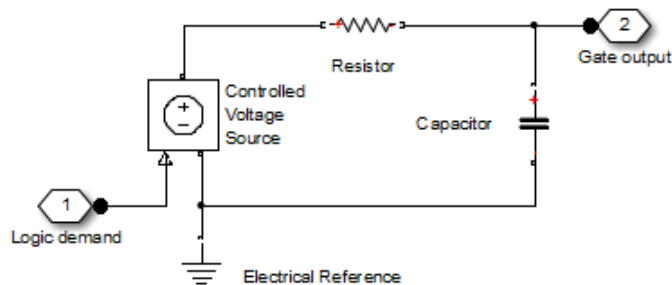 2
Gate output
Resistor
Controlled
Voltage
Source
Capacitor
1
Logic demand
Electrical Reference